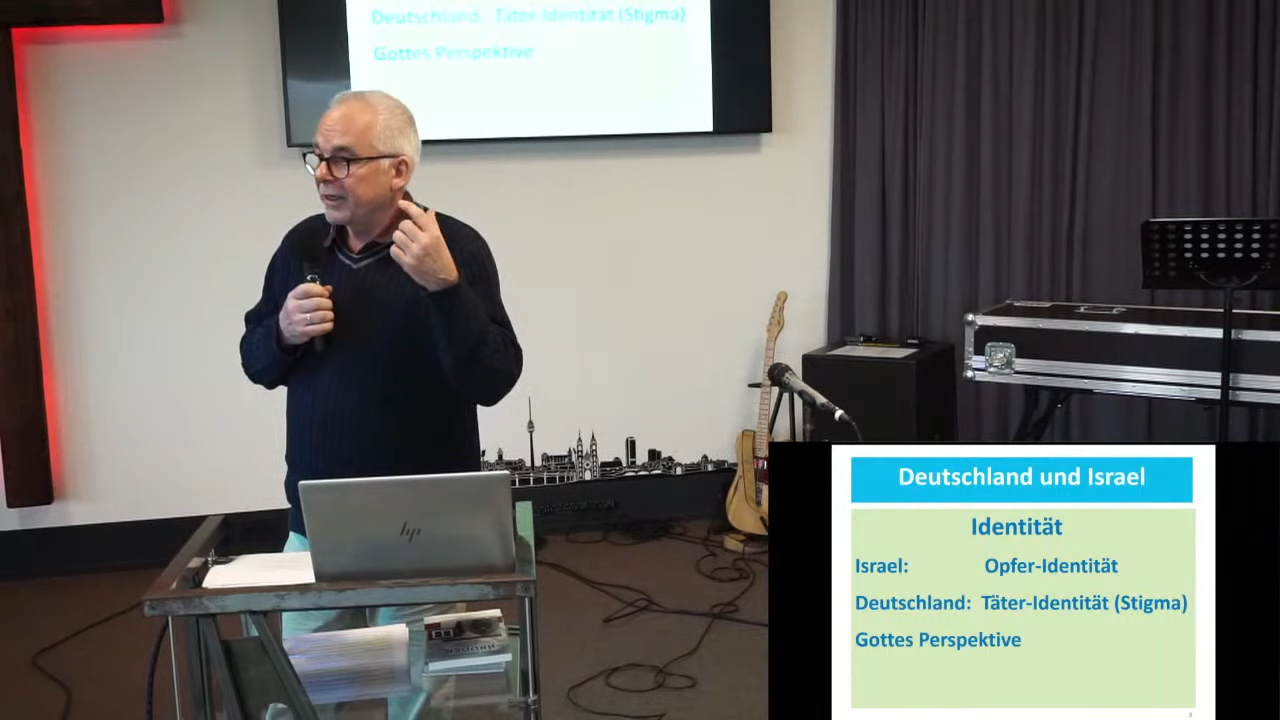 Deutschland: Täter-Identität (Stigma)
Gottes Perspektive
hp
Deutschland und Israel
Identität
Israel: Opfer-Identität
Deutschland: Täter-Identität (Stigma)
Gottes Perspektive